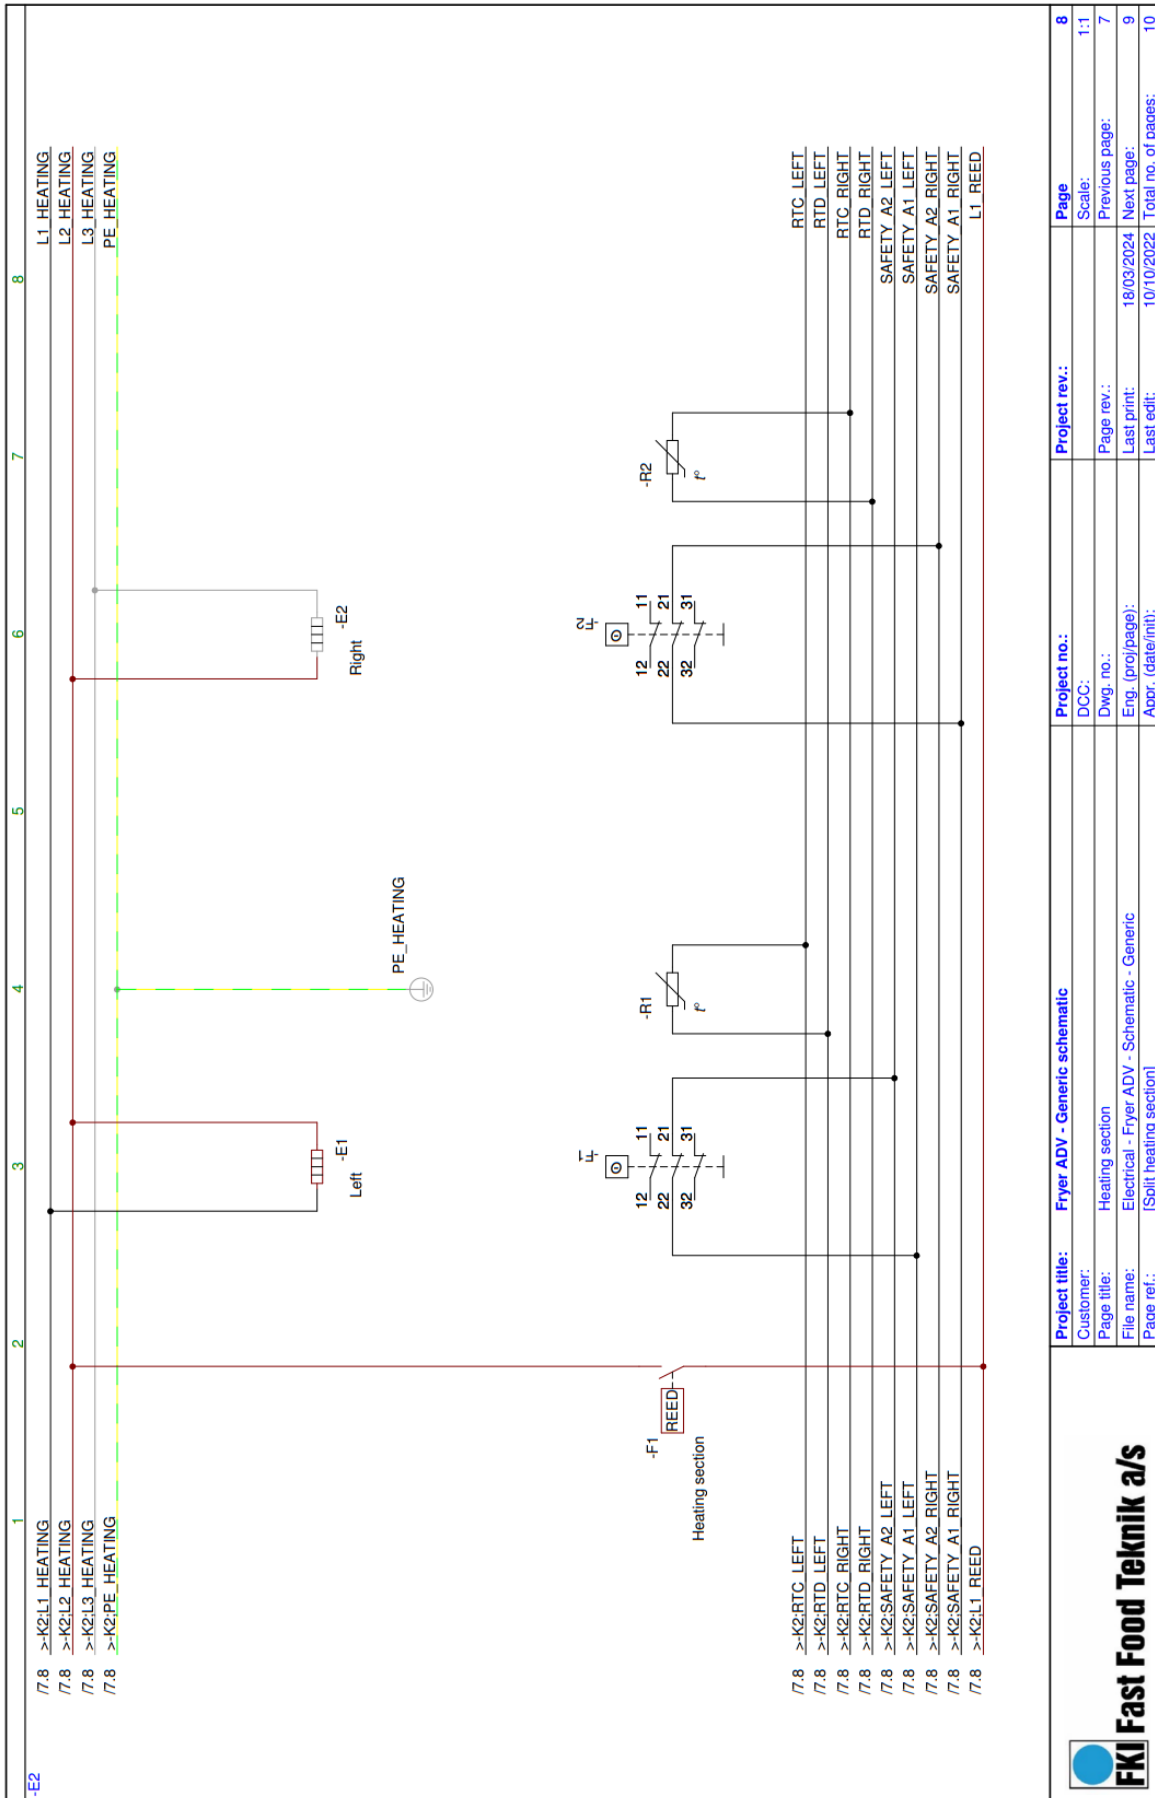 -E2
1 2 3 4 5 6 7 8
/7.8 >-K2;L1_HEATING L1_HEATING
/7.8 >-K2;L2_HEATING L2_HEATING
/7.8 >-K2;L3_HEATING L3_HEATING
/7.8 >-K2;PE_HEATING PE_HEATING
-E1
Left
-E2
Right
PE_HEATING
-F1
REED
Heating section
-F1
12 11
22 21
32 31
-R1
t°
-F2
12 11
22 21
32 31
-R2
t°
/7.8 >-K2;RTC_LEFT RTC_LEFT
/7.8 >-K2;RTD_LEFT RTD_LEFT
/7.8 >-K2;RTC_RIGHT RTC_RIGHT
/7.8 >-K2;RTD_RIGHT RTD_RIGHT
/7.8 >-K2;SAFETY_A2_LEFT SAFETY_A2_LEFT
/7.8 >-K2;SAFETY_A1_LEFT SAFETY_A1_LEFT
/7.8 >-K2;SAFETY_A2_RIGHT SAFETY_A2_RIGHT
/7.8 >-K2;SAFETY_A1_RIGHT SAFETY_A1_RIGHT
/7.8 >-K2;L1_REED L1_REED
FKI Fast Food Teknik a/s
Project title: Fryer ADV - Generic schematic Project no.: Project rev.: Page 8
Customer: DCC: Scale: 1:1
Page title: Heating section Dwg. no.: Page rev.: Previous page: 7
File name: Electrical - Fryer ADV - Schematic - Generic Eng. (proj/page): Last print: 18/03/2024 Next page: 9
Page ref.: [Split heating section] Appr. (date/init): Last edit: 10/10/2022 Total no. of pages: 10